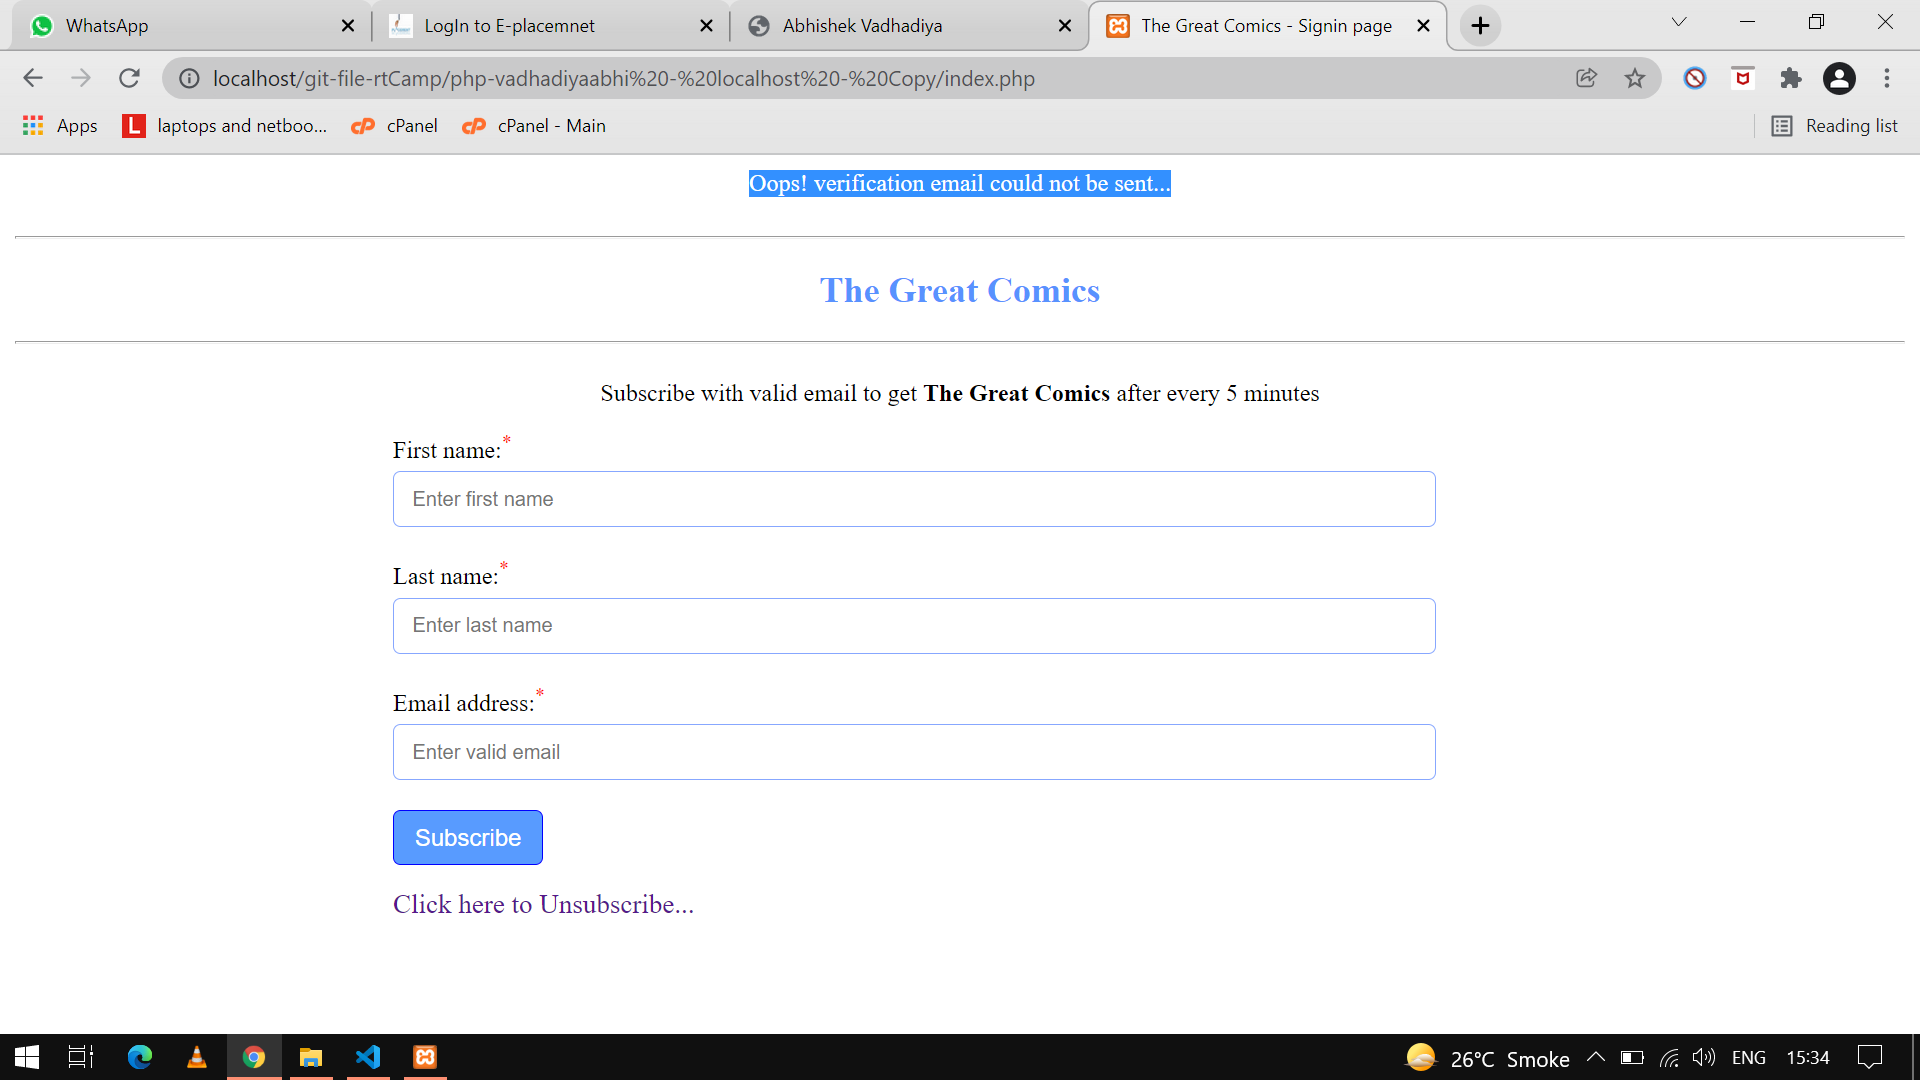 WhatsApp
LogIn to E-placemnet
Abhishek Vadhadiya
The Great Comics - Signin page
localhost/git-file-rtCamp/php-vadhadiyaabhi%20-%20localhost%20-%20Copy/index.php
Apps
L
laptops and netboo...
cP
cPanel
cP
cPanel - Main
Reading list
Oops! verification email could not be sent...
The Great Comics
Subscribe with valid email to get The Great Comics after every 5 minutes
First name:*
Enter first name
Last name:*
Enter last name
Email address:*
Enter valid email
Subscribe
Click here to Unsubscribe...
26°C Smoke
ENG
15:34